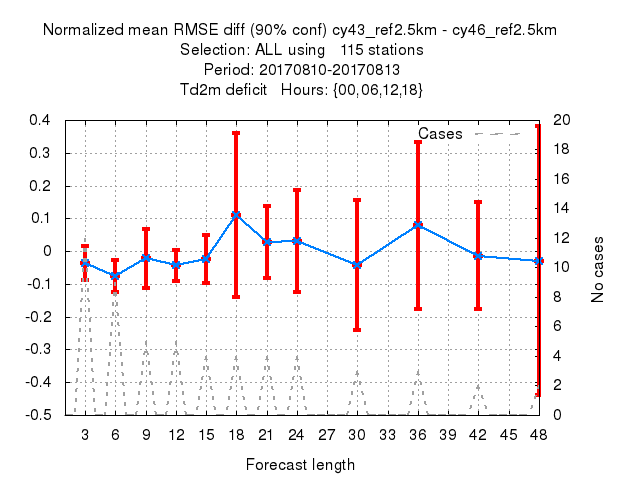 Normalized mean RMSE diff (90% conf) cy43_ref2.5km - cy46_ref2.5km
Selection: ALL using 115 stations
Period: 20170810-20170813
Td2m deficit Hours: {00,06,12,18}
Cases
0.4
0.3
0.2
0.1
0
-0.1
-0.2
-0.3
-0.4
-0.5
20
18
16
14
12
10
8
6
4
2
0
No cases
3 6 9 12 15 18 21 24 30 33 36 39 42 45 48
Forecast length